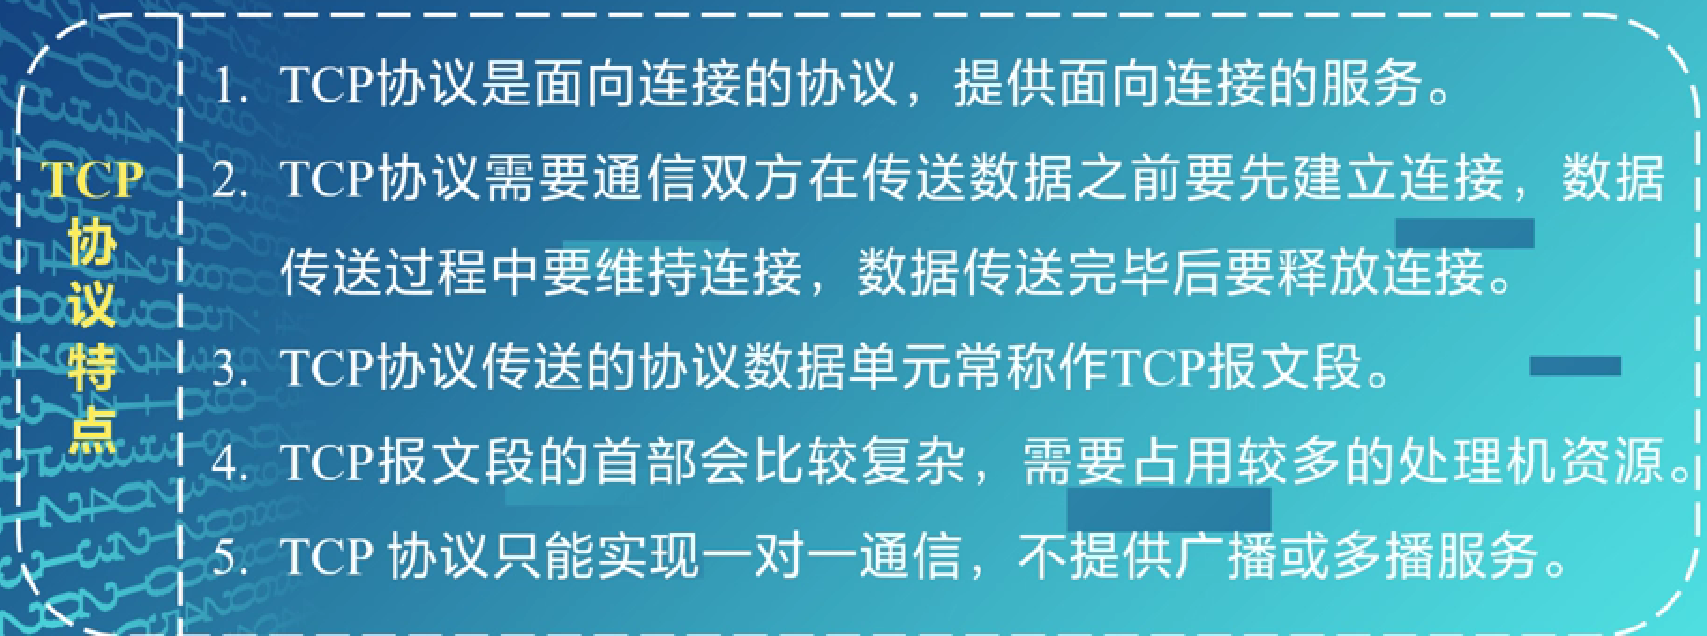 TCP
协
议
特
点
1. TCP协议是面向连接的协议，提供面向连接的服务。
2. TCP协议需要通信双方在传送数据之前要先建立连接，数据
传送过程中要维持连接，数据传送完毕后要释放连接。
3. TCP协议传送的协议数据单元常称作TCP报文段。
4. TCP报文段的首部会比较复杂，需要占用较多的处理机资源。
5. TCP 协议只能实现一对一通信，不提供广播或多播服务。